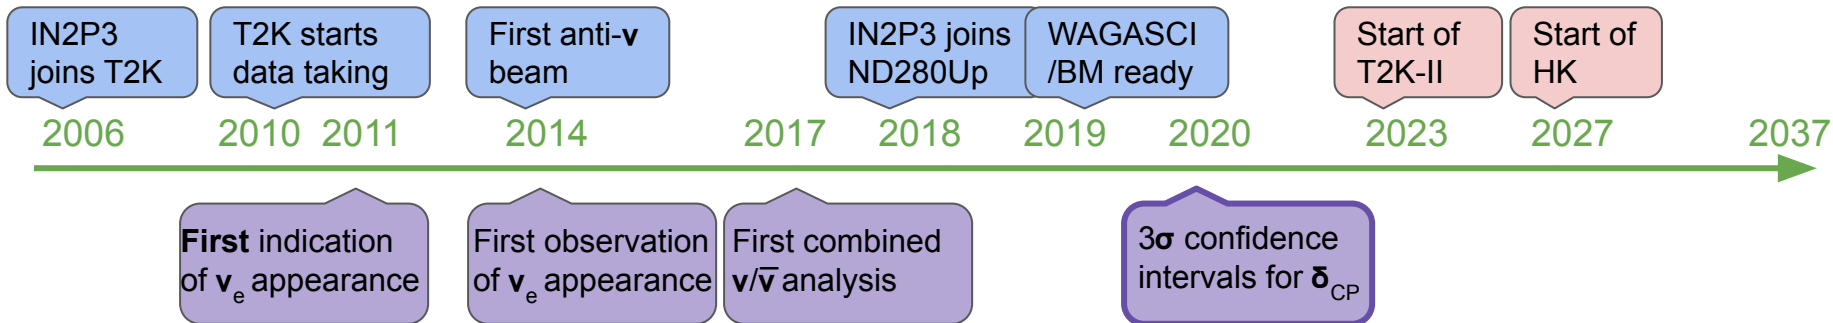 IN2P3
joins T2K
T2K starts
data taking
First anti-ν
beam
IN2P3 joins
ND280Up
WAGASCI
/BM ready
Start of
T2K-II
Start of
HK
2006 2010 2011 2014 2017 2018 2019 2020 2023 2027 2037
First indication
of νe appearance
First observation
of νe appearance
First combined
ν/ν̅ analysis
3σ confidence
intervals for δCP